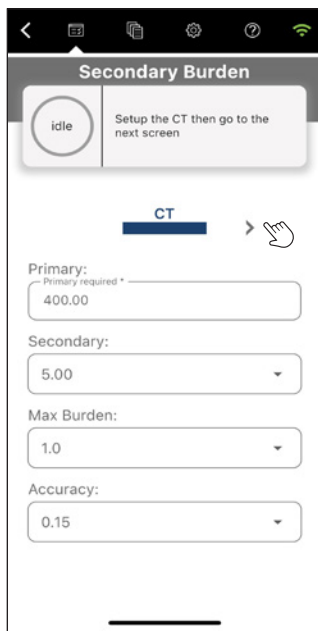 Secondary Burden
idle
Setup the CT then go to the
next screen
CT
Primary:
Primary required *
400.00
Secondary:
5.00
Max Burden:
1.0
Accuracy:
0.15